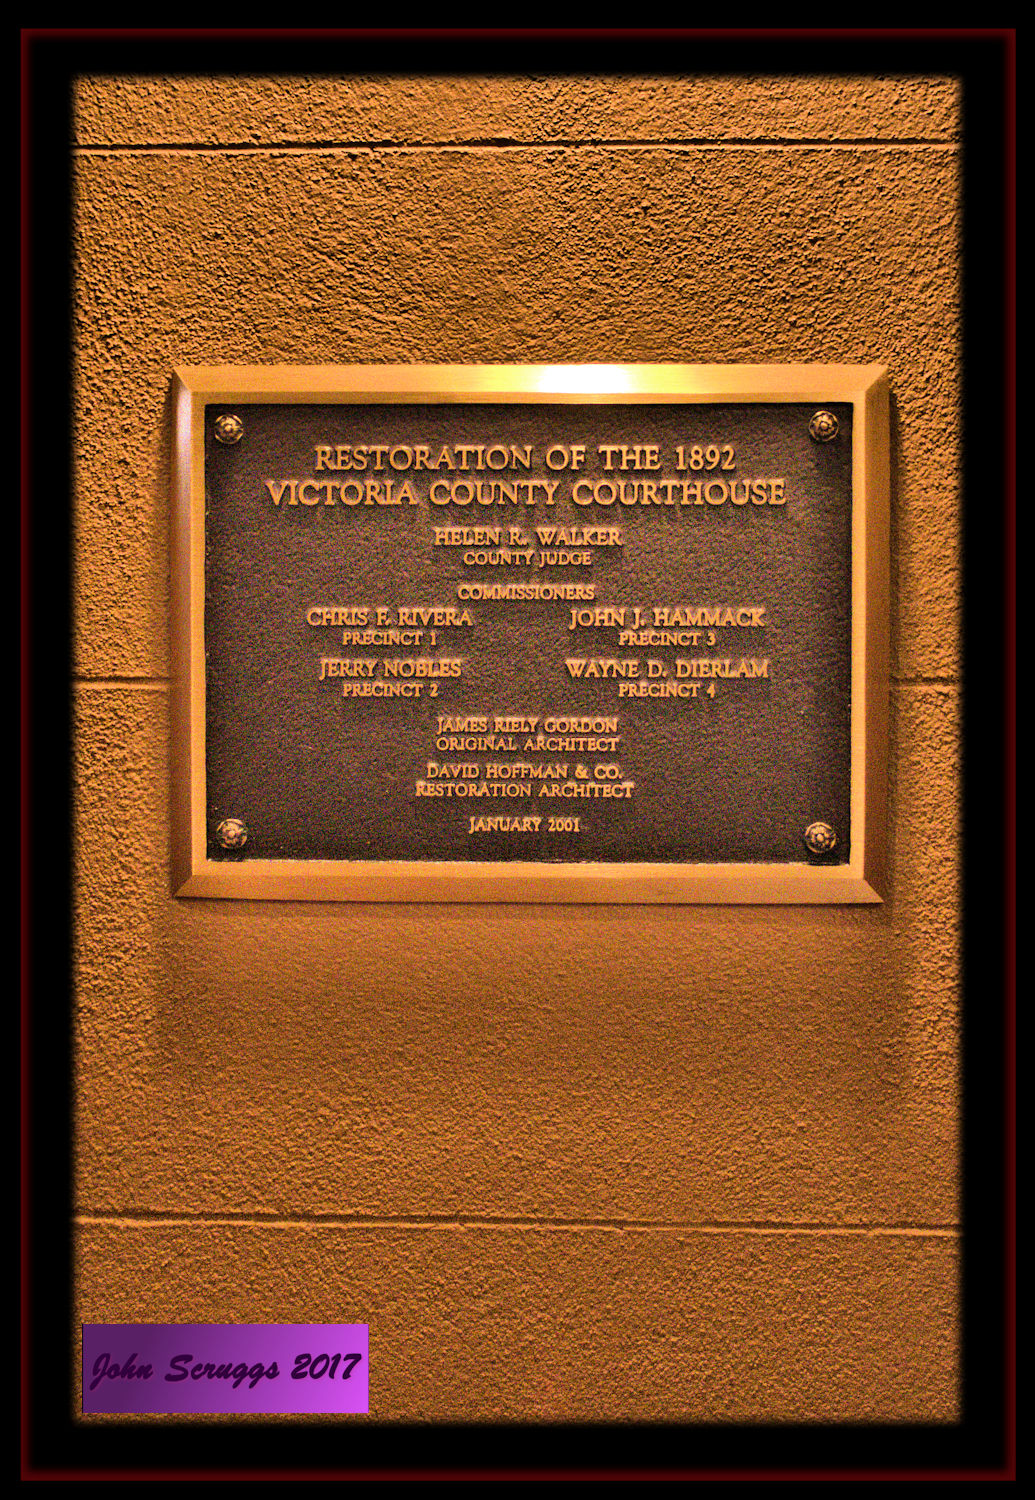 RESTORATION OF THE 1892
VICTORIA COUNTY COURTHOUSE
HELEN R. WALKER
COUNTY JUDGE
COMMISSIONERS
CHRIS F. RIVERA
PRECINCT 1
JOHN J. HAMMACK
PRECINCT 3
JERRY NOBLES
PRECINCT 2
WAYNE D. DIERLAM
PRECINCT 4
JAMES RIELY GORDON
ORIGINAL ARCHITECT
DAVID HOFFMAN & CO.
RESTORATION ARCHITECT
JANUARY 2001
John Scruggs 2017